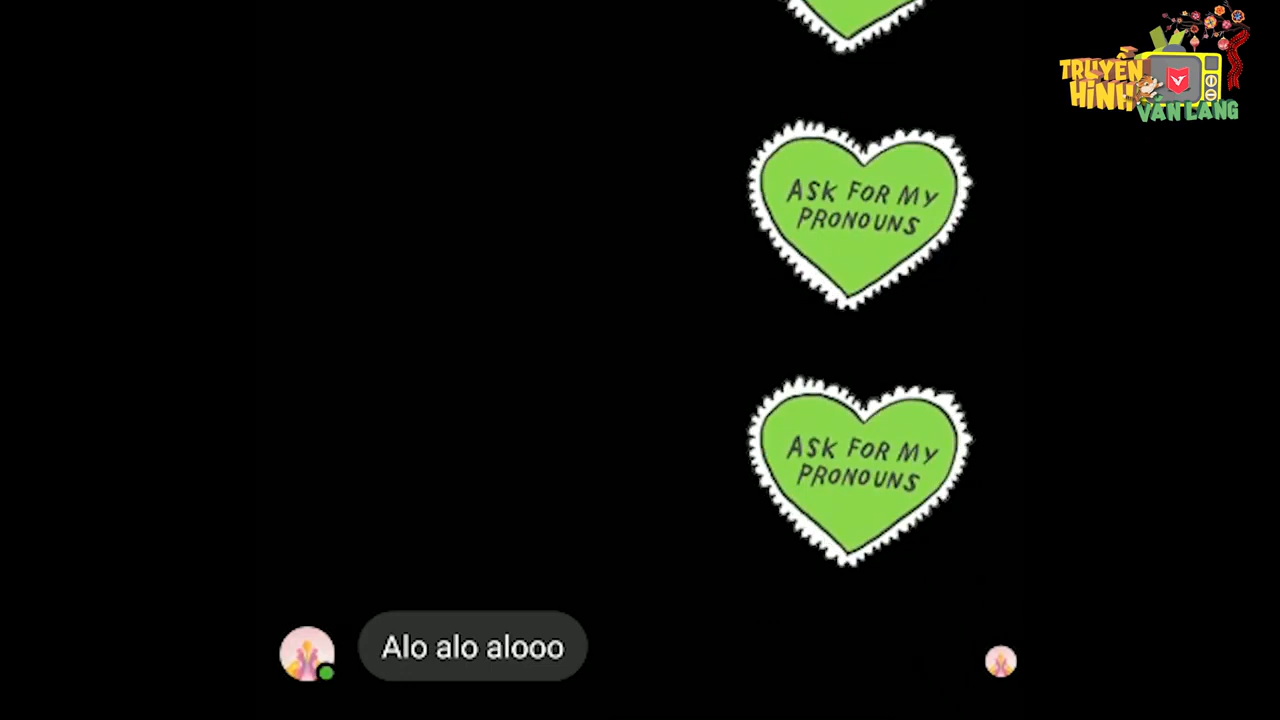 TRUYỀN
HÌNH
VĂN LANG
ASK FOR MY
PRONOUNS
ASK FOR MY
PRONOUNS
Alo alo alooo